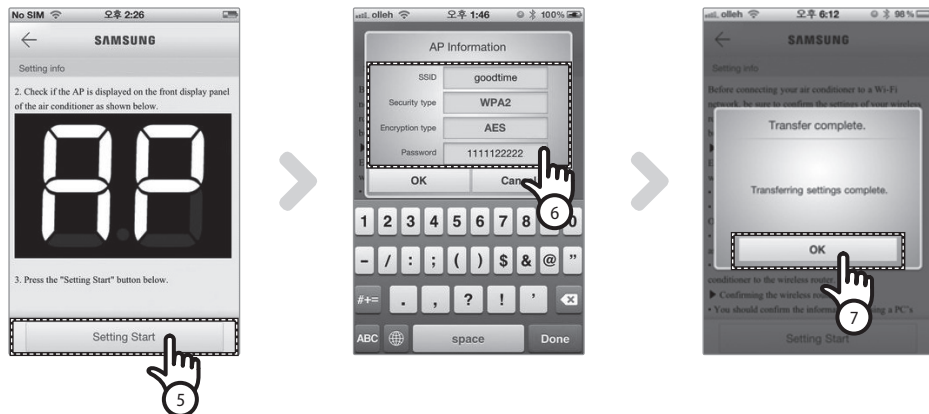 No SIM 오후 2:26
SAMSUNG
Setting info
2. Check if the AP is displayed on the front display panel
of the air conditioner as shown below.
AP
3. Press the "Setting Start" button below.
Setting Start
5
olleh 오후 1:46 100%
AP Information
SSID goodtime
Security type WPA2
Encryption type AES
Password 1111122222
OK
6
1 2 3 4 5 6 7 8 0
- / : ; ( ) $ & @ "
#+= . , ? ! '
ABC space Done
olleh 오후 6:12 98%
SAMSUNG
Setting info
Before connecting your air conditioner to a Wi-Fi
network, be sure to confirm the settings of your wireless
Transfer complete.
Transferring settings complete.
OK
conditioner to the wireless router.
▶ Confirming the wireless
• You should confirm the a PC's
Setting Start
7